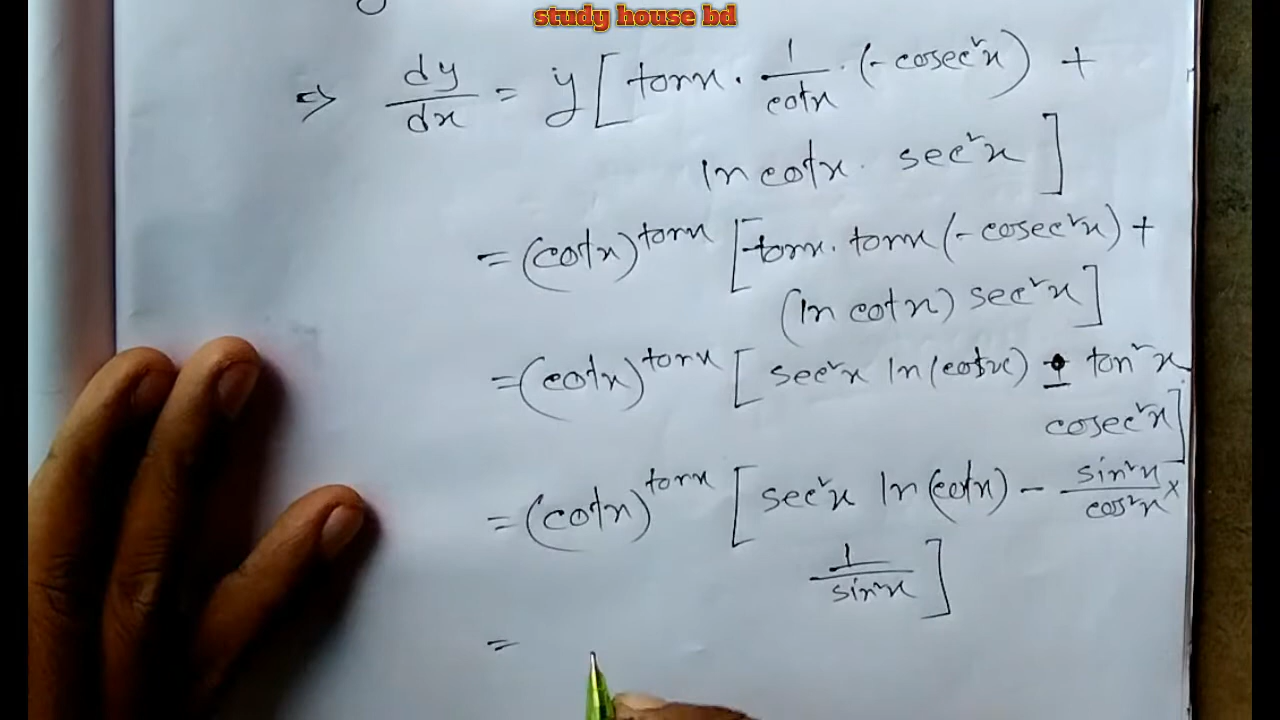 study house bd
⇒ dy/dx = y [ tanx · 1/cotx · (- cosec²x) +
ln cotx · sec²x ]
= (cotx)^tanx [ tanx · tanx (- cosec²x) +
(ln cotx) sec²x ]
= (cotx)^tanx [ sec²x ln(cotx) - tan²x
cosec²x ]
= (cotx)^tanx [ sec²x ln(cotx) - sin²x/cos²x ×
1/sin²x ]
=